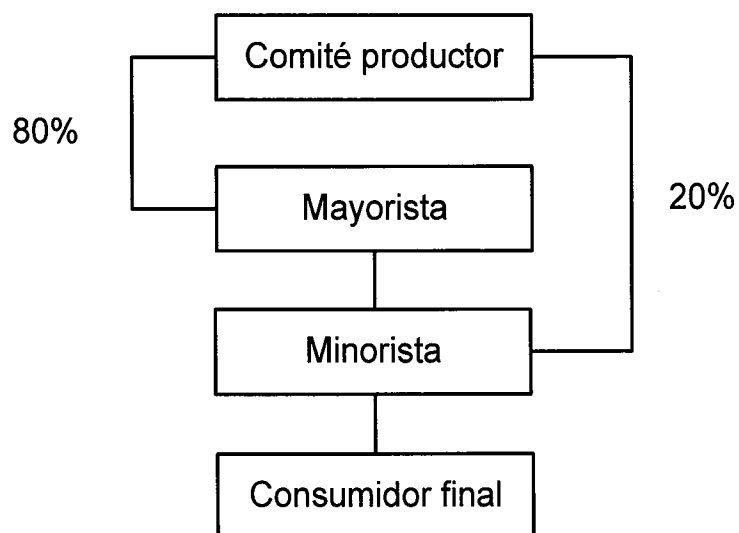 Comité productor
80%
Mayorista
20%
Minorista
Consumidor final